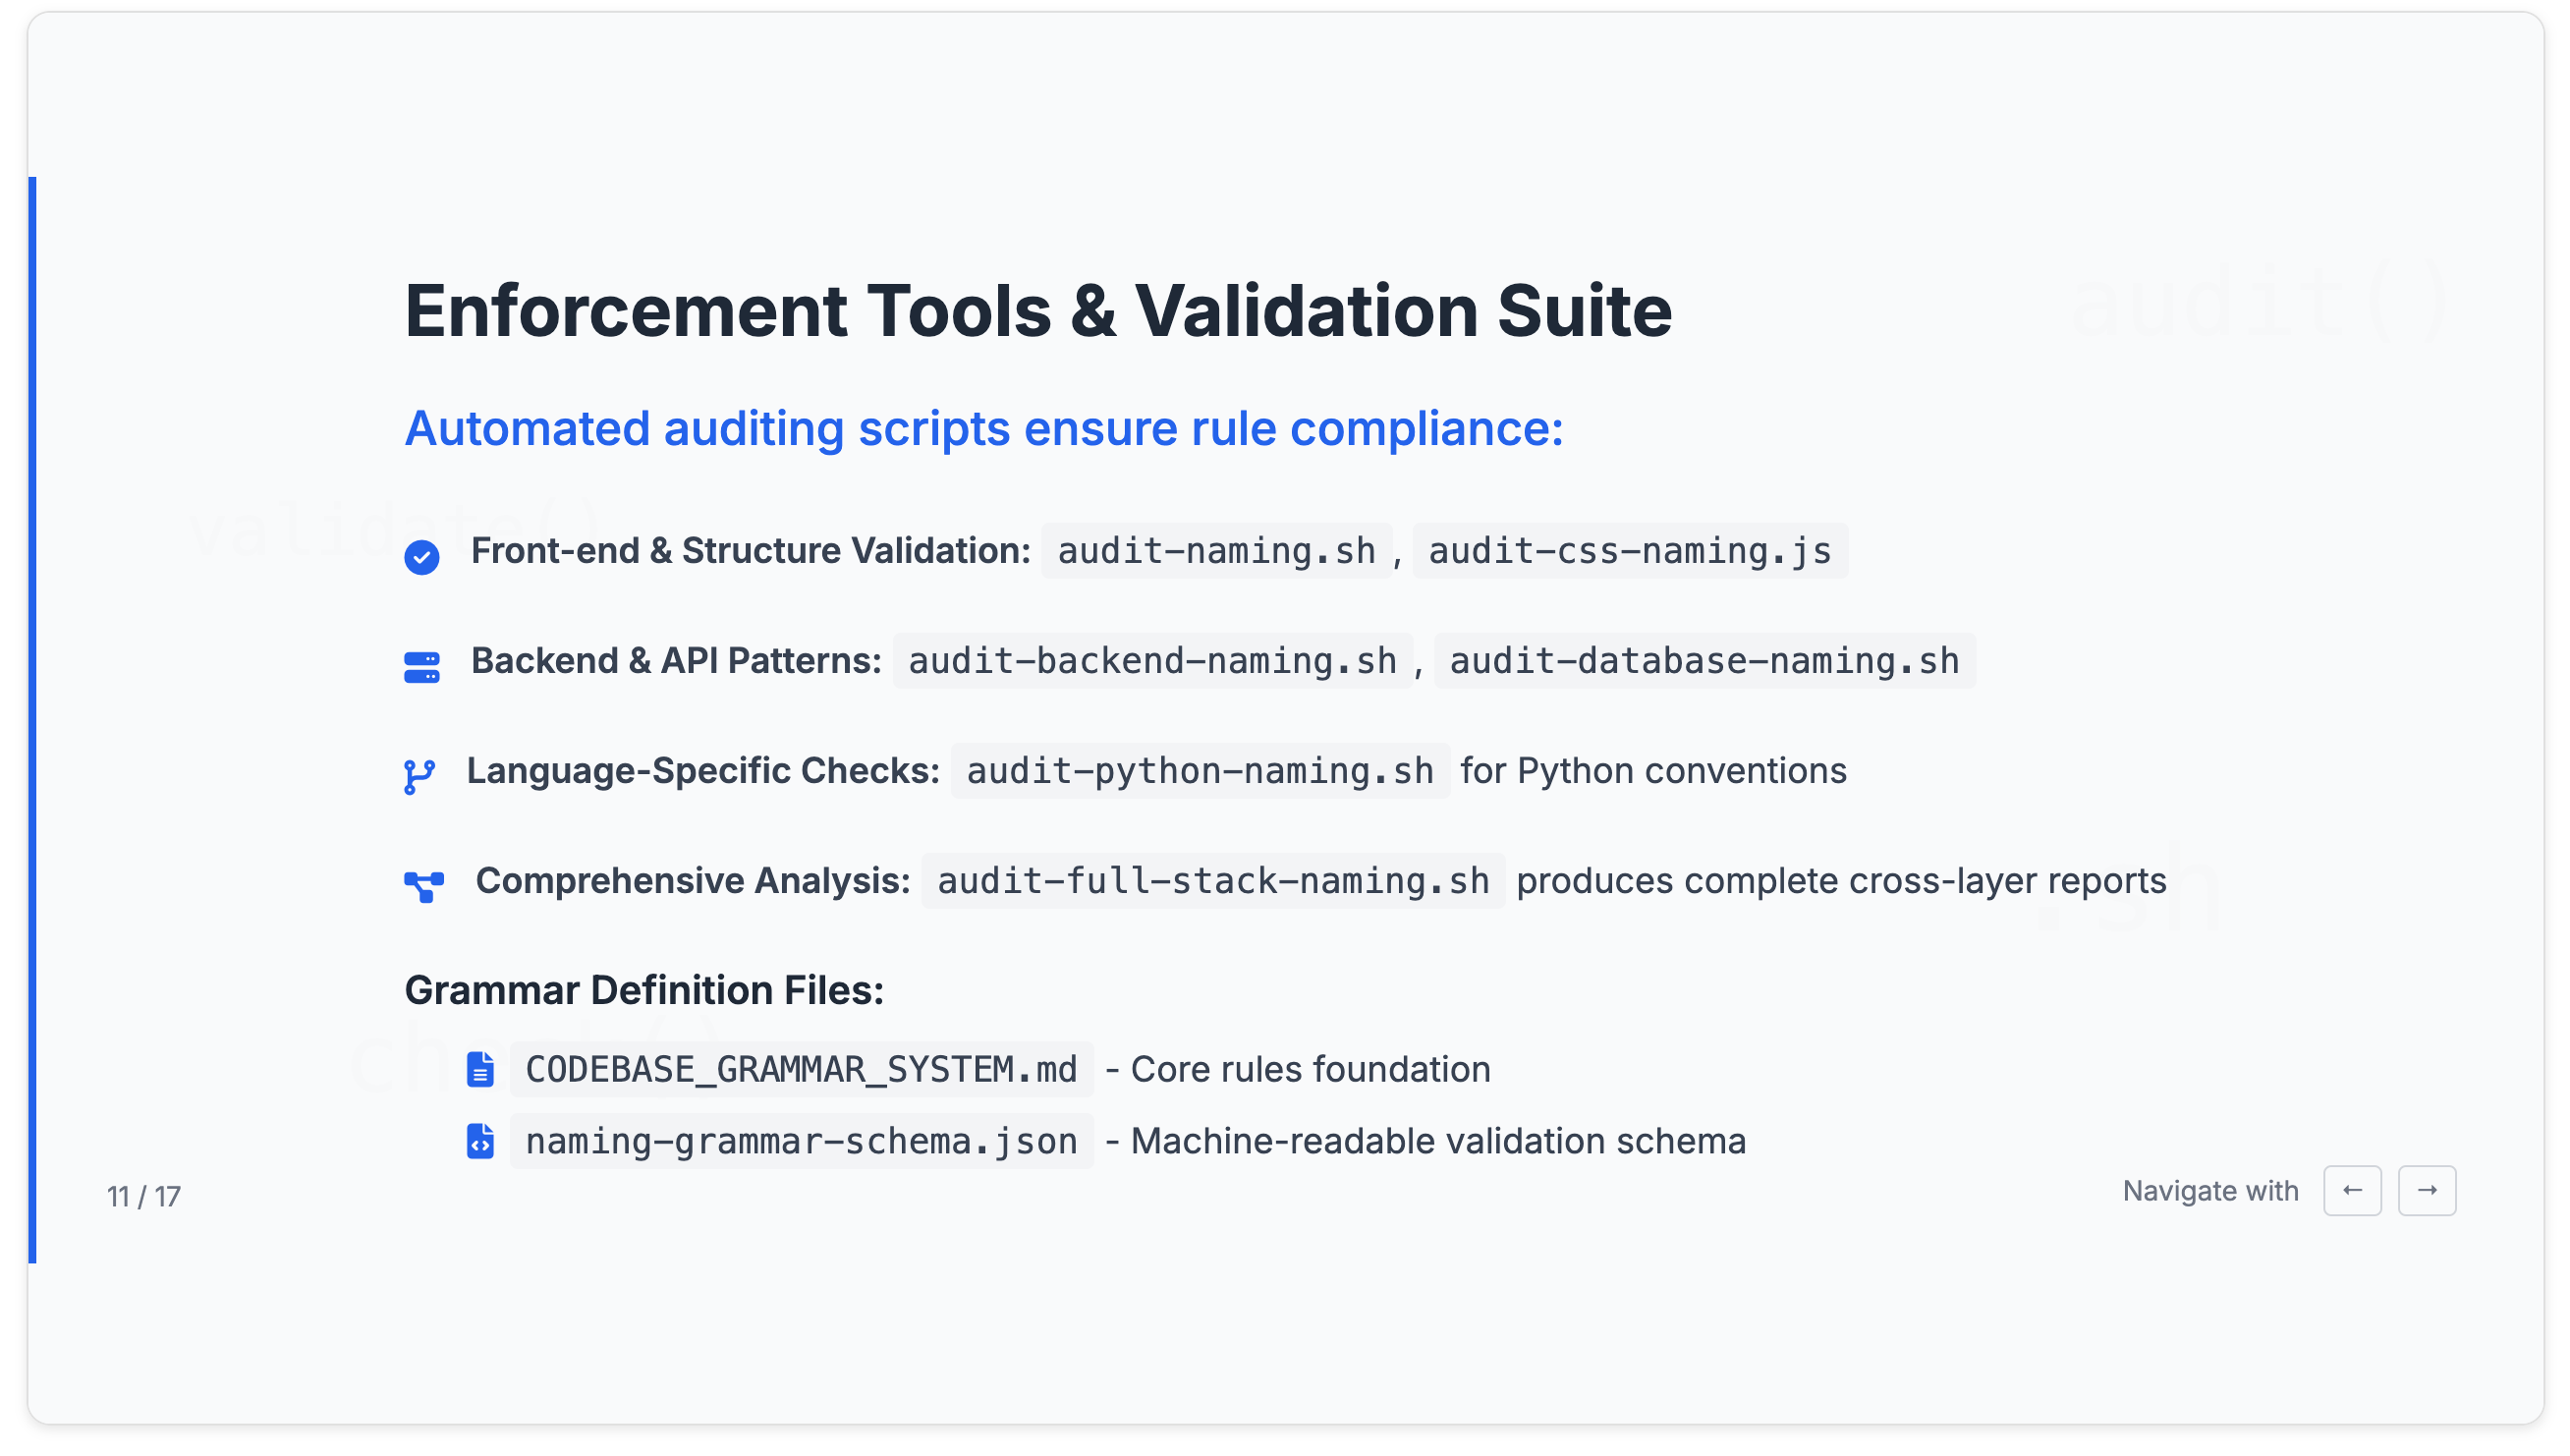 Enforcement Tools & Validation Suite
audit()
Automated auditing scripts ensure rule compliance:
validate()
Front-end & Structure Validation: audit-naming.sh, audit-css-naming.js
Backend & API Patterns: audit-backend-naming.sh, audit-database-naming.sh
Language-Specific Checks: audit-python-naming.sh for Python conventions
Comprehensive Analysis: audit-full-stack-naming.sh produces complete cross-layer reports
.sh
Grammar Definition Files:
CODEBASE_GRAMMAR_SYSTEM.md - Core rules foundation
naming-grammar-schema.json - Machine-readable validation schema
11 / 17
Navigate with ← →